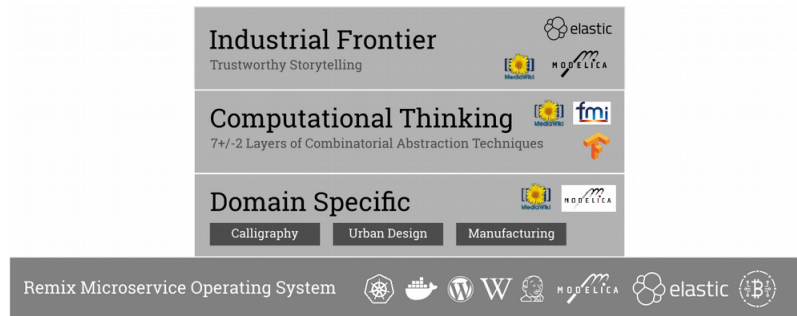 Industrial Frontier
elastic
Trustworthy Storytelling
MediaWiki
MODELICA
Computational Thinking
MediaWiki
fmi
7+/-2 Layers of Combinatorial Abstraction Techniques
Domain Specific
MediaWiki
MODELICA
Calligraphy
Urban Design
Manufacturing
Remix Microservice Operating System
W
W
MODELICA
elastic
B